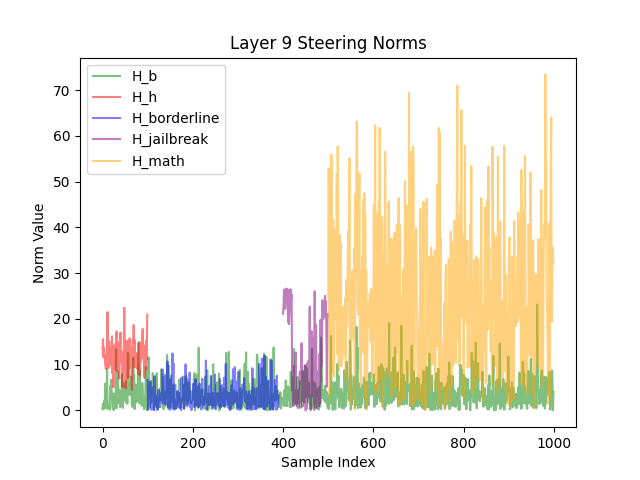 Layer 9 Steering Norms
H_b
H_h
H_borderline
H_jailbreak
H_math
Norm Value
70
60
50
40
30
20
10
0
0 200 400 600 800 1000
Sample Index